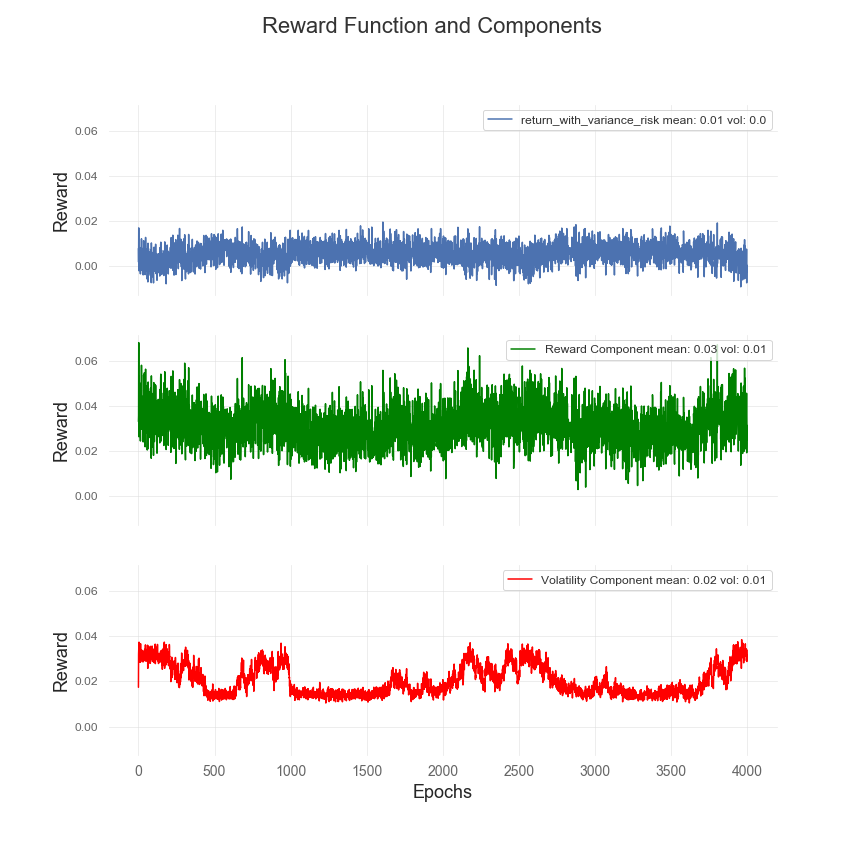 Reward Function and Components
return_with_variance_risk mean: 0.01 vol: 0.0
0.06
0.04
0.02
0.00
Reward
Reward Component mean: 0.03 vol: 0.01
0.06
0.04
0.02
0.00
Reward
Volatility Component mean: 0.02 vol: 0.01
0.06
0.04
0.02
0.00
Reward
0 500 1000 1500 2000 2500 3000 3500 4000
Epochs